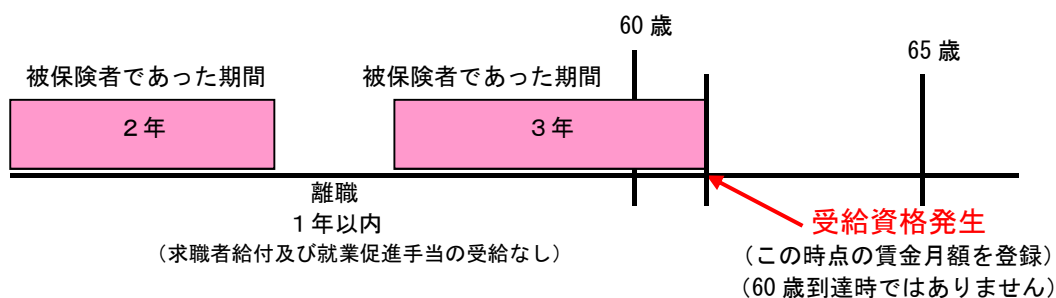 60 歳
65 歳
被保険者であった期間
被保険者であった期間
２年
３年
離職
１年以内
（求職者給付及び就業促進手当の受給なし）
受給資格発生
（この時点の賃金月額を登録）
（60 歳到達時ではありません）